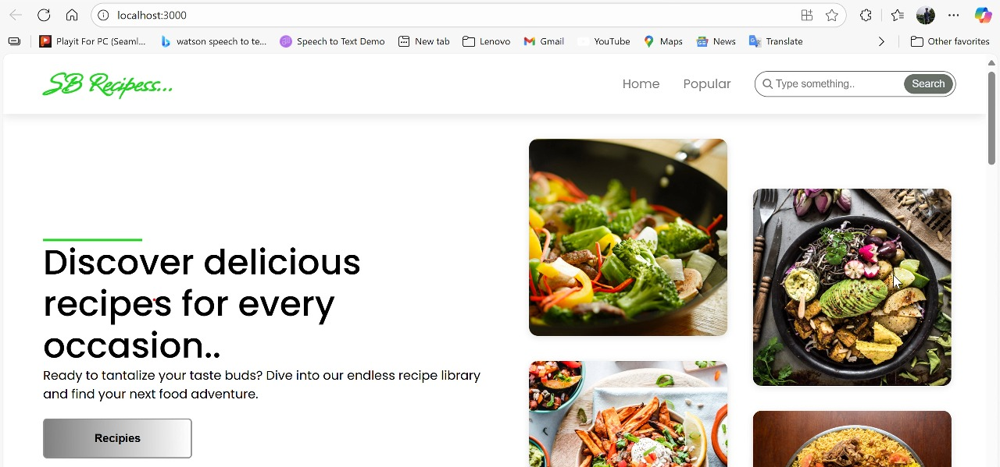 localhost:3000
Playit For PC (Seaml...
watson speech to te...
Speech to Text Demo
New tab
Lenovo
Gmail
YouTube
Maps
News
Translate
Other favorites
SB Recipess...
Home
Popular
Type something..
Search
Discover delicious
recipes for every
occasion..
Ready to tantalize your taste buds? Dive into our endless recipe library
and find your next food adventure.
Recipies